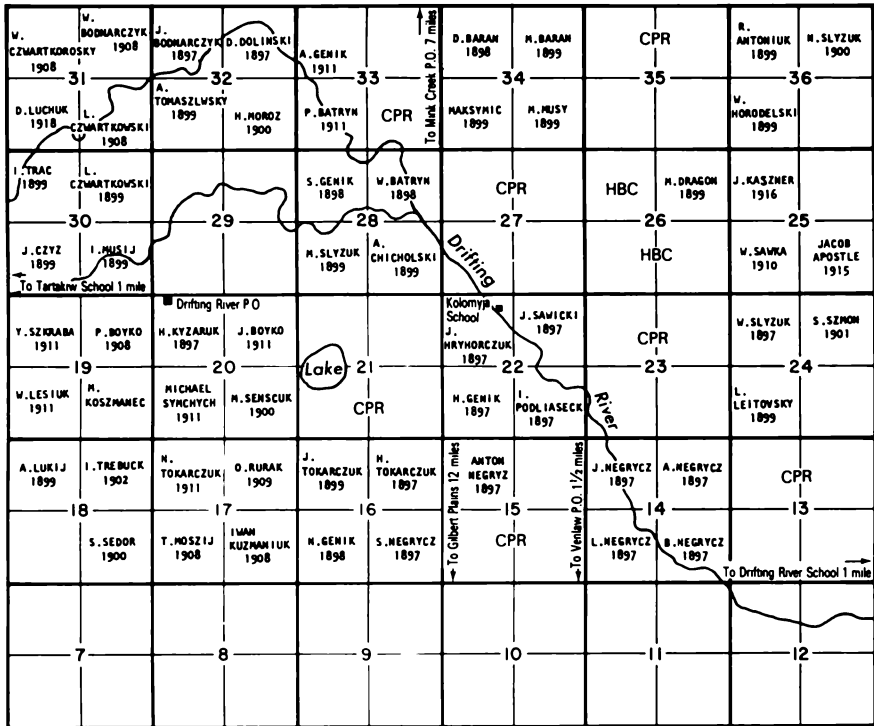 W.
CZWARTKOROSKY
1908
W.
BODNARCZYK
1908
31
D.LUCHUK
1918
L.
CZWARTKOWSKI
1908
J.
BODNARCZYK
1897
D.DOLINSKI
1897
32
A.
TOMASZLWSKY
1899
H.MOROZ
1900
A.GENIK
1911
33
P.BATRYN
1911
CPR
To Mink Creek P.O. 7 miles
D.BARAN
1898
M.BARAN
1899
34
MAKSYMIC
1899
M.MUSY
1899
CPR
35
R.
ANTONIUK
1899
N.SLYZUK
1900
36
W.
HORODELSKI
1899
I.TRAC
1899
L.
CZWARTKOWSKI
1899
30
J.CZYZ
1899
I.MUSIJ
1899
To Tartakiw School 1 mile
29
S.GENIK
1898
W.BATRYN
1898
28
M.SLYZUK
1899
A.
CHICHOLSKI
1899
CPR
27
Drifting
HBC
M.DRAGON
1899
26
HBC
J.KASZNER
1916
25
W.SAWKA
1910
JACOB
APOSTLE
1915
Y.SZKRABA
1911
P.BOYKO
1908
19
W.LESIUK
1911
M.
KOSZMANEC
Drifting River P O
H.KYZARUK
1897
J.BOYKO
1911
20
MICHAEL
SYMCHYCH
1911
M.SENSCUK
1900
Lake
21
CPR
Kolomyja
School
J.SAWICKI
1897
J.
HRYHORCZUK
1897
22
H.GENIK
1897
I.
PODLIASECK
1897
CPR
23
River
W.SLYZUK
1897
S.SZMON
1901
24
L.
LEITOVSKY
1899
A.LUKIJ
1899
I.TREBUCK
1902
18
S.SEDOR
1900
N.
TOKARCZUK
1911
O.RURAK
1909
17
T.MOSZIJ
1908
IWAN
KUZMANIUK
1908
J.
TOKARCZUK
1899
H.
TOKARCZUK
1897
16
N.GENIK
1898
S.NEGRYCZ
1897
To Gilbert Plains 12 miles
ANTON
NEGRYZ
1897
15
CPR
To Venlaw P.O. 1½ miles
J.NEGRYCZ
1897
A.NEGRYCZ
1897
14
L.NEGRYCZ
1897
B.NEGRYCZ
1897
CPR
13
To Drifting River School 1 mile
7
8
9
10
11
12